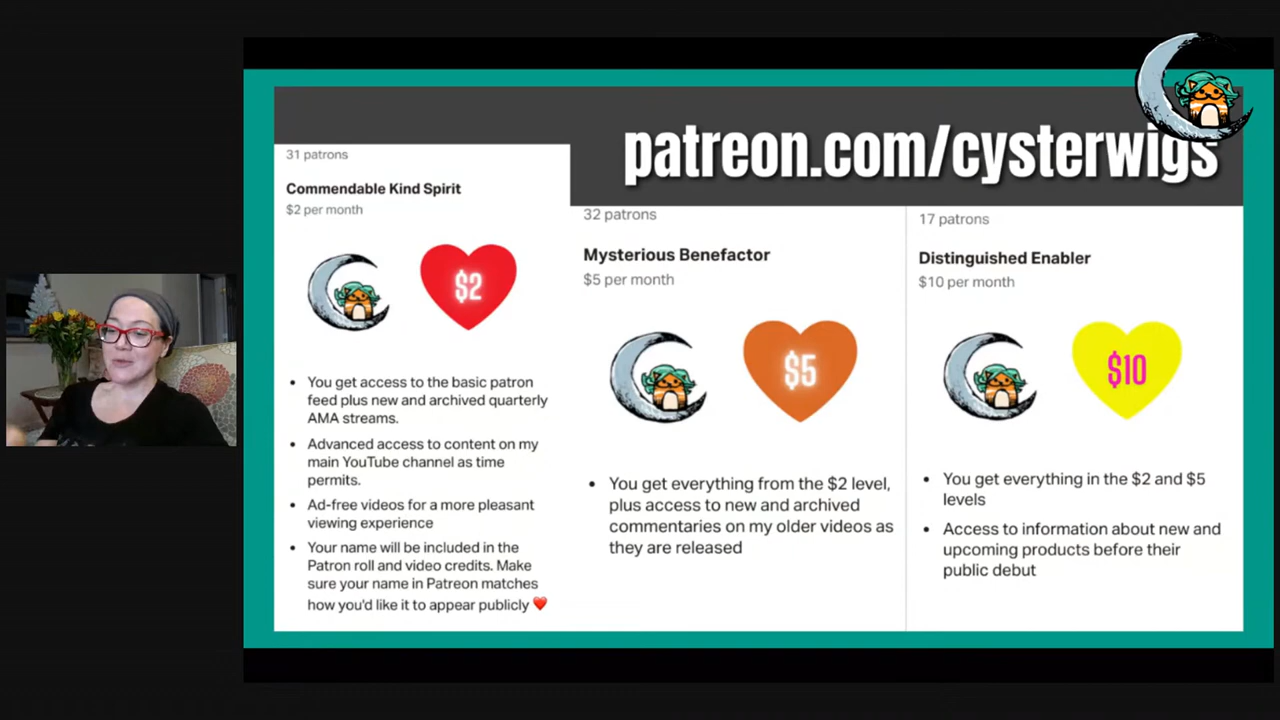 patreon.com/cysterwigs
31 patrons
Commendable Kind Spirit
$2 per month
$2
• You get access to the basic patron
feed plus new and archived quarterly
AMA streams.
• Advanced access to content on my
main YouTube channel as time
permits.
• Ad-free videos for a more pleasant
viewing experience
• Your name will be included in the
Patron roll and video credits. Make
sure your name in Patreon matches
how you'd like it to appear publicly ❤️
32 patrons
Mysterious Benefactor
$5 per month
$5
• You get everything from the $2 level,
plus access to new and archived
commentaries on my older videos as
they are released
17 patrons
Distinguished Enabler
$10 per month
$10
• You get everything in the $2 and $5
levels
• Access to information about new and
upcoming products before their
public debut